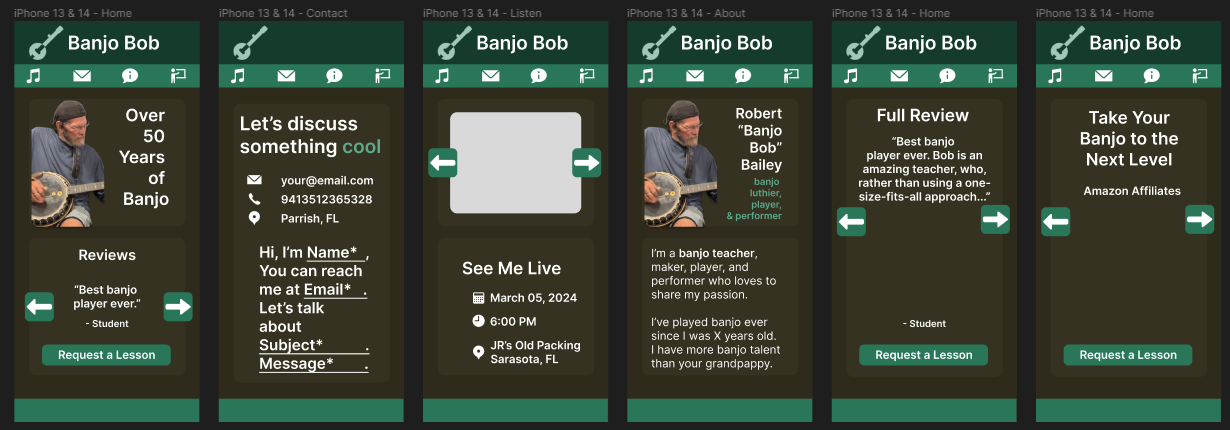 iPhone 13 & 14 - Home
Banjo Bob
Over
50
Years
of
Banjo
Reviews
“Best banjo
player ever.”
- Student
Request a Lesson
iPhone 13 & 14 - Contact
Let’s discuss
something cool
your@email.com
9413512365328
Parrish, FL
Hi, I’m Name* ,
You can reach
me at Email* .
Let’s talk
about
Subject* .
Message* .
iPhone 13 & 14 - Listen
Banjo Bob
See Me Live
March 05, 2024
6:00 PM
JR’s Old Packing
Sarasota, FL
iPhone 13 & 14 - About
Banjo Bob
Robert
“Banjo
Bob”
Bailey
banjo
luthier,
player,
& performer
I’m a banjo teacher,
maker, player, and
performer who loves to
share my passion.
I’ve played banjo ever
since I was X years old.
I have more banjo talent
than your grandpappy.
iPhone 13 & 14 - Home
Banjo Bob
Full Review
“Best banjo
player ever. Bob is an
amazing teacher, who,
rather than using a one-
size-fits-all approach...”
- Student
Request a Lesson
iPhone 13 & 14 - Home
Banjo Bob
Take Your
Banjo to the
Next Level
Amazon Affiliates
Request a Lesson